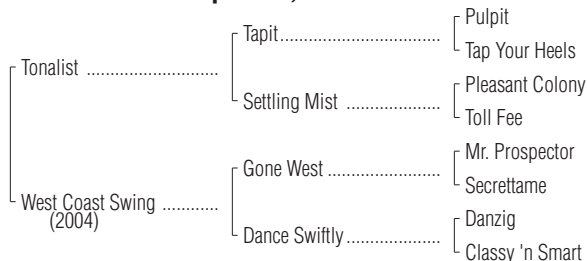 Pulpit
Tapit
Tap Your Heels
Tonalist
Pleasant Colony
Settling Mist
Toll Fee
Mr. Prospector
Gone West
Secrettame
West Coast Swing
(2004)
Danzig
Dance Swiftly
Classy 'n Smart